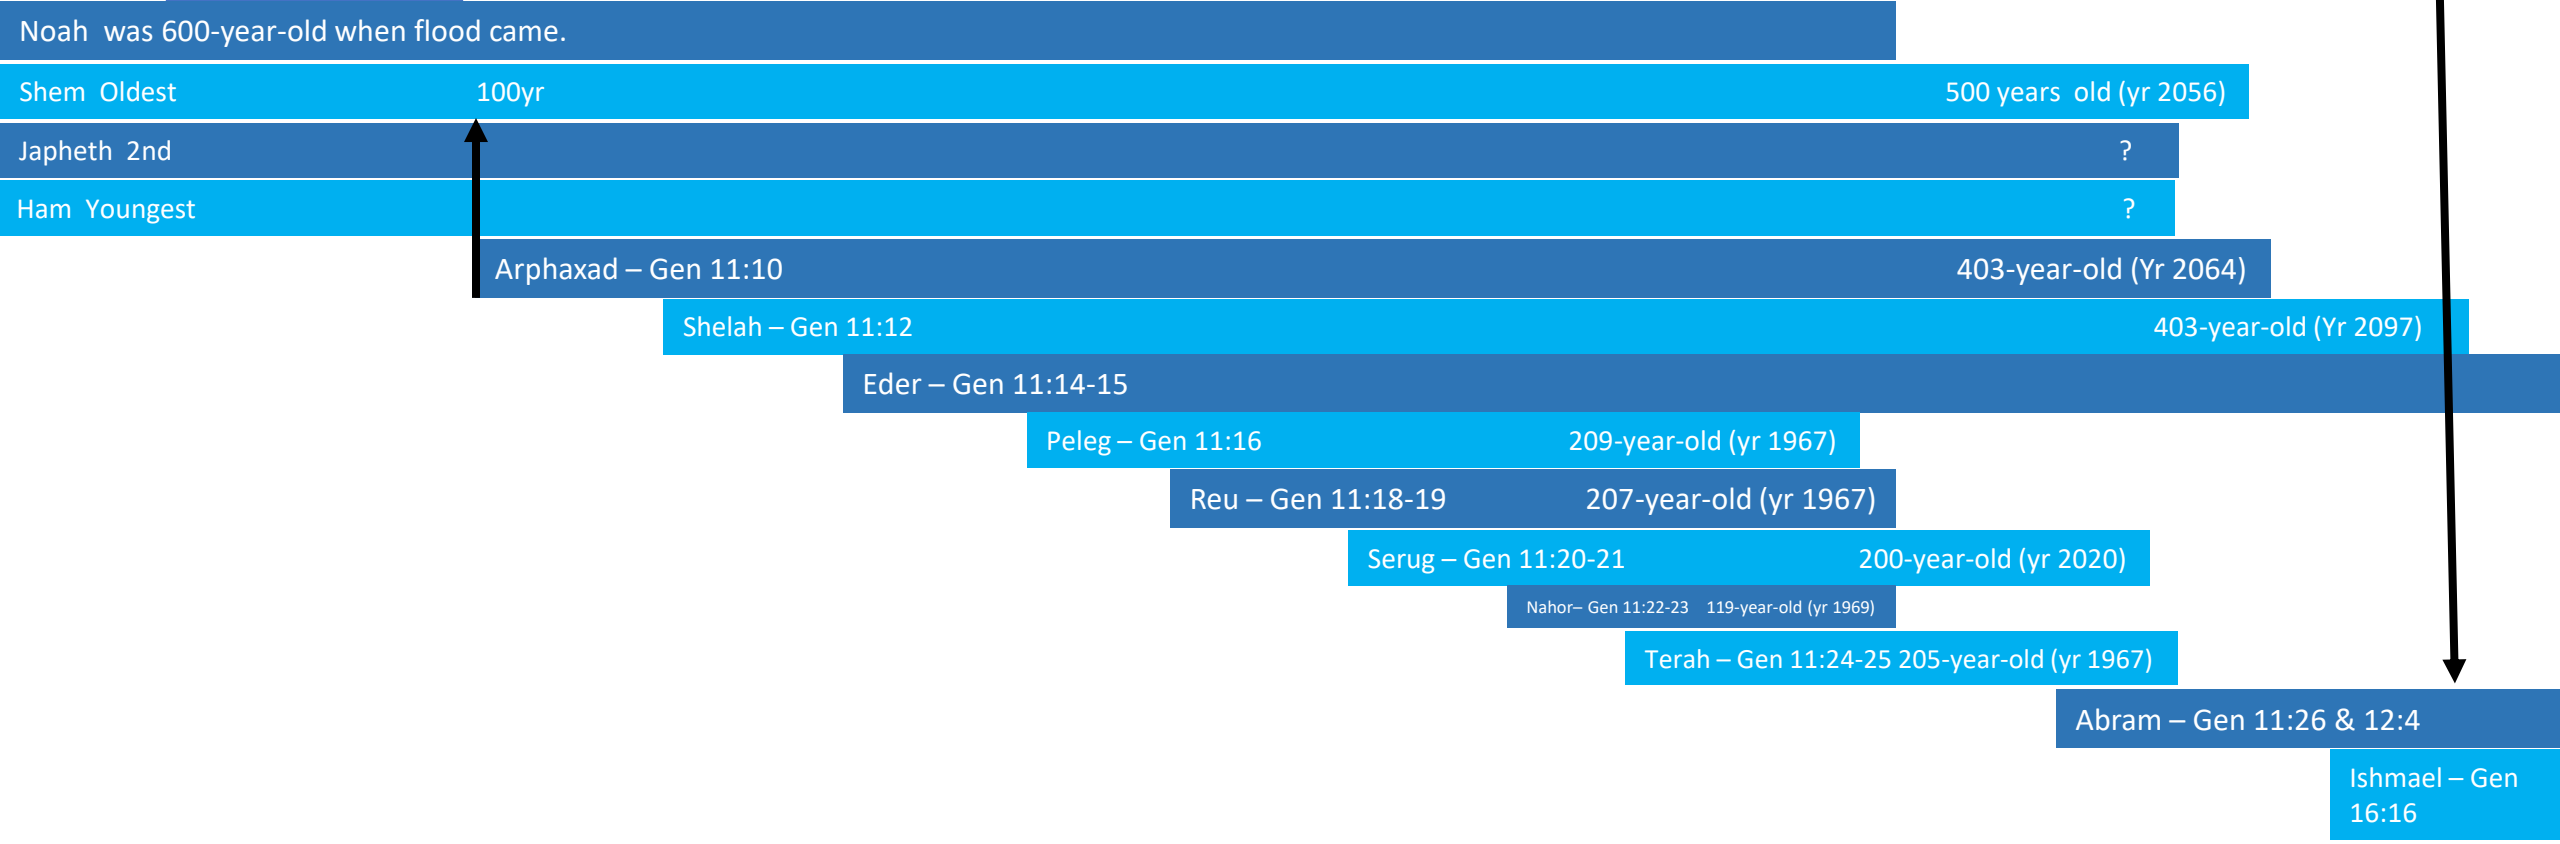 Noah was 600-year-old when flood came.
Shem Oldest 100yr 500 years old (yr 2056)
Japheth 2nd ?
Ham Youngest ?
Arphaxad – Gen 11:10 403-year-old (Yr 2064)
Shelah – Gen 11:12 403-year-old (Yr 2097)
Eder – Gen 11:14-15
Peleg – Gen 11:16 209-year-old (yr 1967)
Reu – Gen 11:18-19 207-year-old (yr 1967)
Serug – Gen 11:20-21 200-year-old (yr 2020)
Nahor– Gen 11:22-23 119-year-old (yr 1969)
Terah – Gen 11:24-25 205-year-old (yr 1967)
Abram – Gen 11:26 & 12:4
Ishmael – Gen
16:16